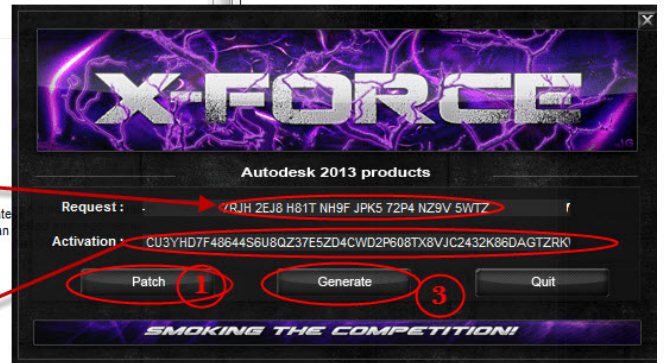 X-FORCE
Autodesk 2013 products
Request : 2EJ8 H81T NH9F JPK5 72P4 NZ9V 5WTZ
Activation : CU3YHD7F48644S6U8QZ37E5ZD4CWD2P608TX8VJC2432K86DAGTZRK
Patch 1 Generate 3 Quit
SMOKING THE COMPETITION!